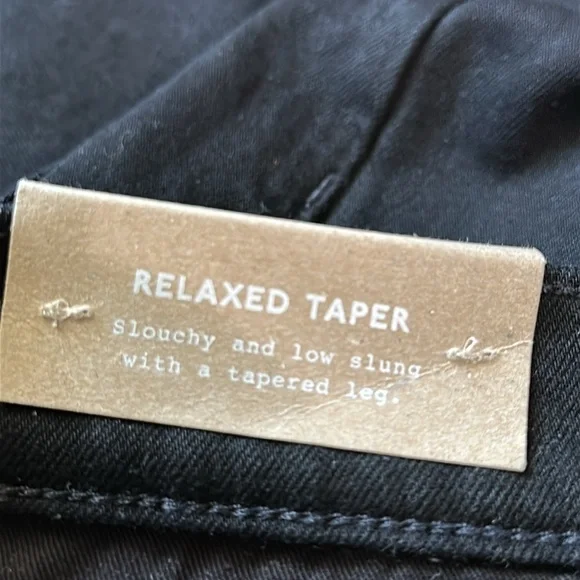 RELAXED TAPER
Slouchy and low slung
with a tapered leg.